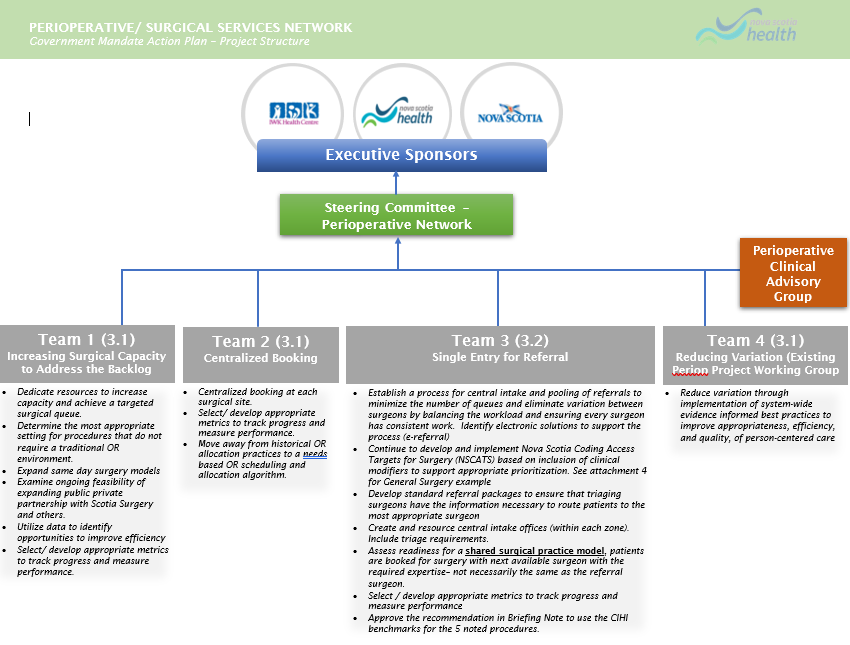 PERIOPERATIVE/ SURGICAL SERVICES NETWORK
Government Mandate Action Plan – Project Structure
nova scotia
health
IWK Health Centre
nova scotia
health
NOVA SCOTIA
Executive Sponsors
Steering Committee –
Perioperative Network
Perioperative
Clinical
Advisory
Group
Team 1 (3.1)
Increasing Surgical Capacity
to Address the Backlog
• Dedicate resources to increase
capacity and achieve a targeted
surgical queue.
• Determine the most appropriate
setting for procedures that do not
require a traditional OR
environment.
• Expand same day surgery models
• Examine ongoing feasibility of
expanding public private
partnership with Scotia Surgery
and others.
• Utilize data to identify
opportunities to improve efficiency
• Select/ develop appropriate metrics
to track progress and measure
performance.
Team 2 (3.1)
Centralized Booking
• Centralized booking at each
surgical site.
• Select/ develop appropriate
metrics to track progress and
measure performance.
• Move away from historical OR
allocation practices to a needs
based OR scheduling and
allocation algorithm.
Team 3 (3.2)
Single Entry for Referral
• Establish a process for central intake and pooling of referrals to
minimize the number of queues and eliminate variation between
surgeons by balancing the workload and ensuring every surgeon
has consistent work.  Identify electronic solutions to support the
process (e-referral)
• Continue to develop and implement Nova Scotia Coding Access
Targets for Surgery (NSCATS) based on inclusion of clinical
modifiers to support appropriate prioritization. See attachment 4
for General Surgery example
• Develop standard referral packages to ensure that triaging
surgeons have the information necessary to route patients to the
most appropriate surgeon
• Create and resource central intake offices (within each zone).
Include triage requirements.
• Assess readiness for a shared surgical practice model, patients
are booked for surgery with next available surgeon with the
required expertise– not necessarily the same as the referral
surgeon.
• Select / develop appropriate metrics to track progress and
measure performance
• Approve the recommendation in Briefing Note to use the CIHI
benchmarks for the 5 noted procedures.
Team 4 (3.1)
Reducing Variation (Existing
Periop Project Working Group
• Reduce variation through
implementation of system-wide
evidence informed best practices to
improve appropriateness, efficiency,
and quality, of person-centered care